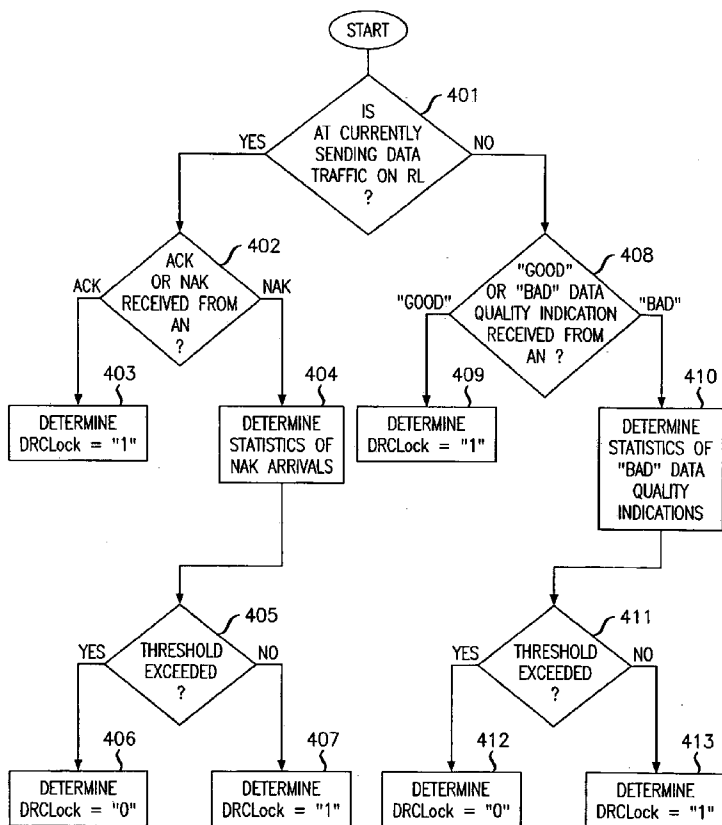 START
401
IS
AT CURRENTLY
SENDING DATA
TRAFFIC ON RL
?
YES
NO
402
ACK
OR NAK
RECEIVED FROM
AN
?
ACK
NAK
408
"GOOD"
OR "BAD" DATA
QUALITY INDICATION
RECEIVED FROM
AN ?
"GOOD"
"BAD"
403
DETERMINE
DRCLock = "1"
404
DETERMINE
STATISTICS OF
NAK ARRIVALS
409
DETERMINE
DRCLock = "1"
410
DETERMINE
STATISTICS OF
"BAD" DATA
QUALITY
INDICATIONS
405
THRESHOLD
EXCEEDED
?
YES
NO
411
THRESHOLD
EXCEEDED
?
YES
NO
406
DETERMINE
DRCLock = "0"
407
DETERMINE
DRCLock = "1"
412
DETERMINE
DRCLock = "0"
413
DETERMINE
DRCLock = "1"